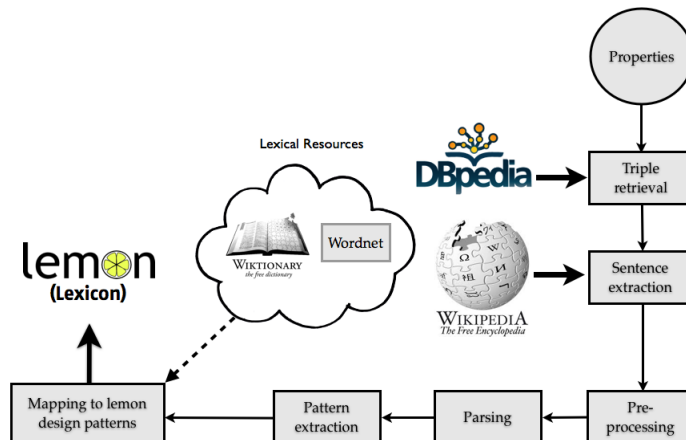 Properties
Lexical Resources
DBpedia
Triple
retrieval
Wordnet
WIKTIONARY
the free dictionary
lemon
(Lexicon)
Sentence
extraction
Ω
W
И
WIKIPEDIA
The Free Encyclopedia
Mapping to lemon
design patterns
Pattern
extraction
Parsing
Pre-
processing